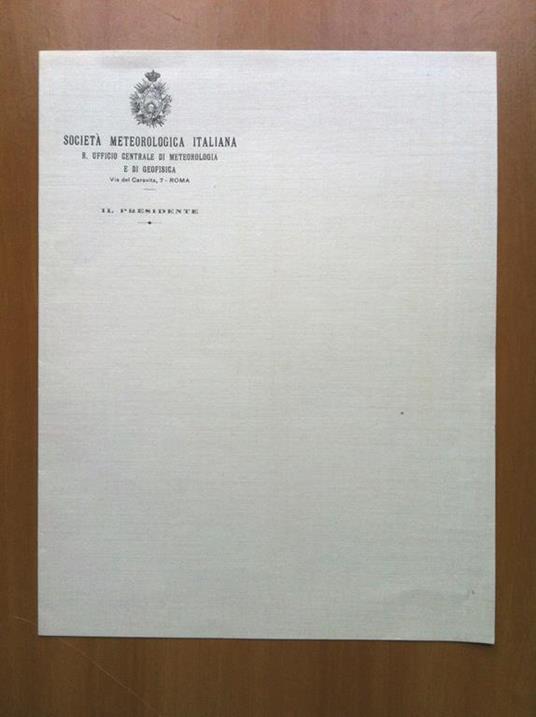 SOCIETÀ METEOROLOGICA ITALIANA
R. UFFICIO CENTRALE DI METEOROLOGIA
E DI GEOFISICA
Via del Caravita, 7 - ROMA
IL PRESIDENTE